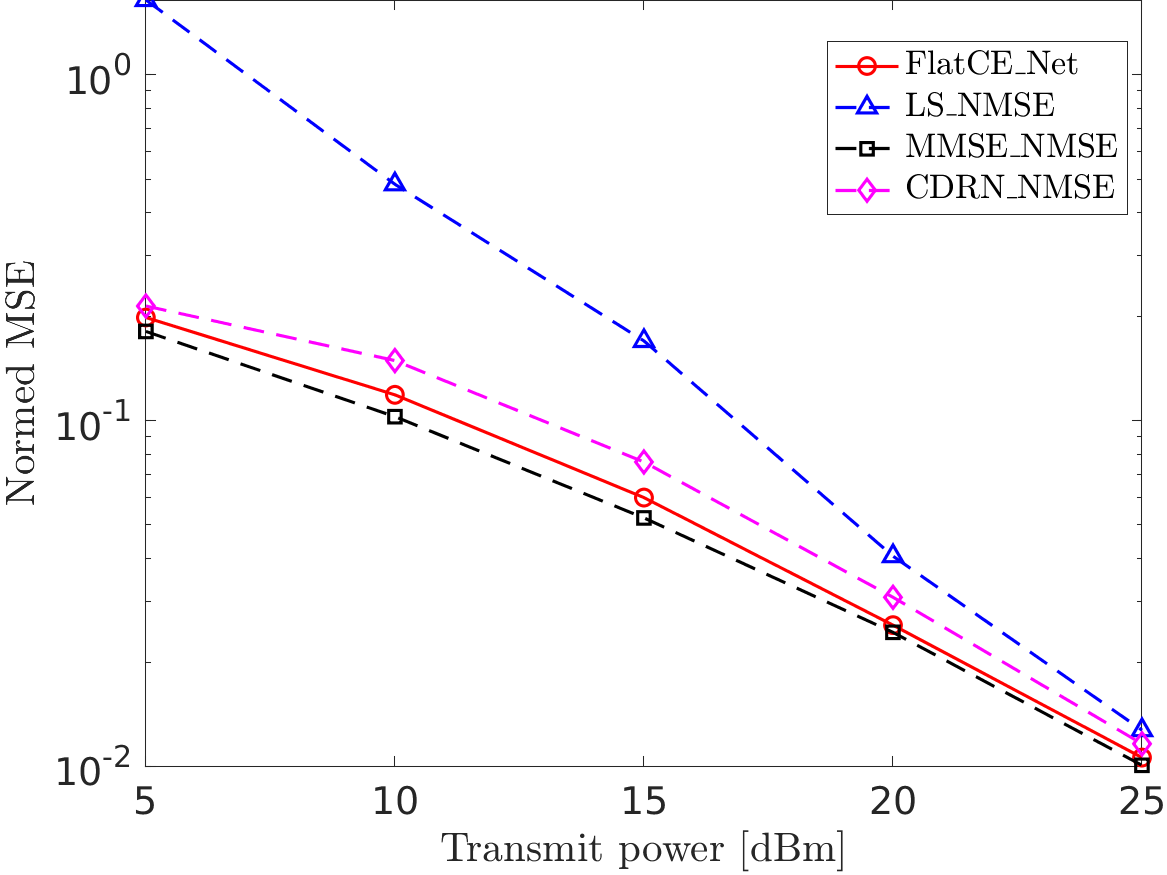 10^0
10^-1
10^-2
Normed MSE
FlatCE_Net
LS_NMSE
MMSE_NMSE
CDRN_NMSE
5 10 15 20 25
Transmit power [dBm]